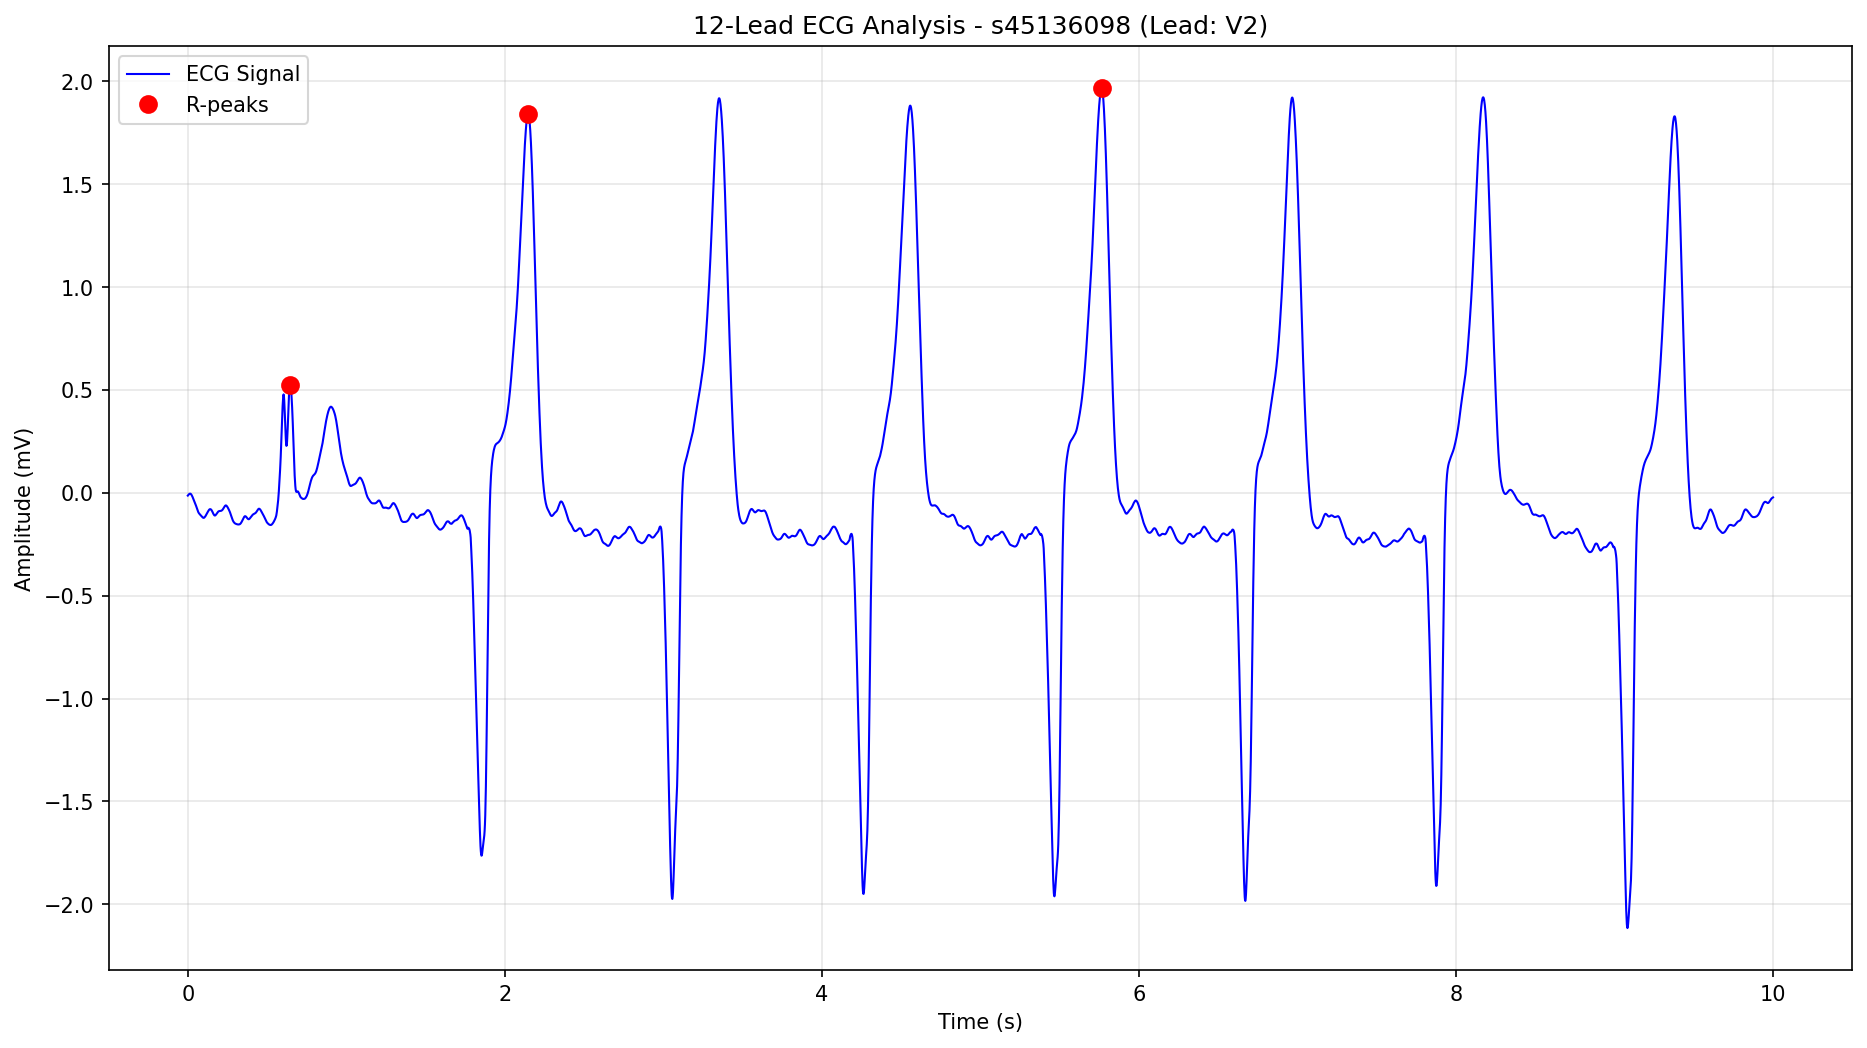 12-Lead ECG Analysis - s45136098 (Lead: V2)
ECG Signal
R-peaks
Amplitude (mV)
2.0
1.5
1.0
0.5
0.0
−0.5
−1.0
−1.5
−2.0
0 2 4 6 8 10
Time (s)